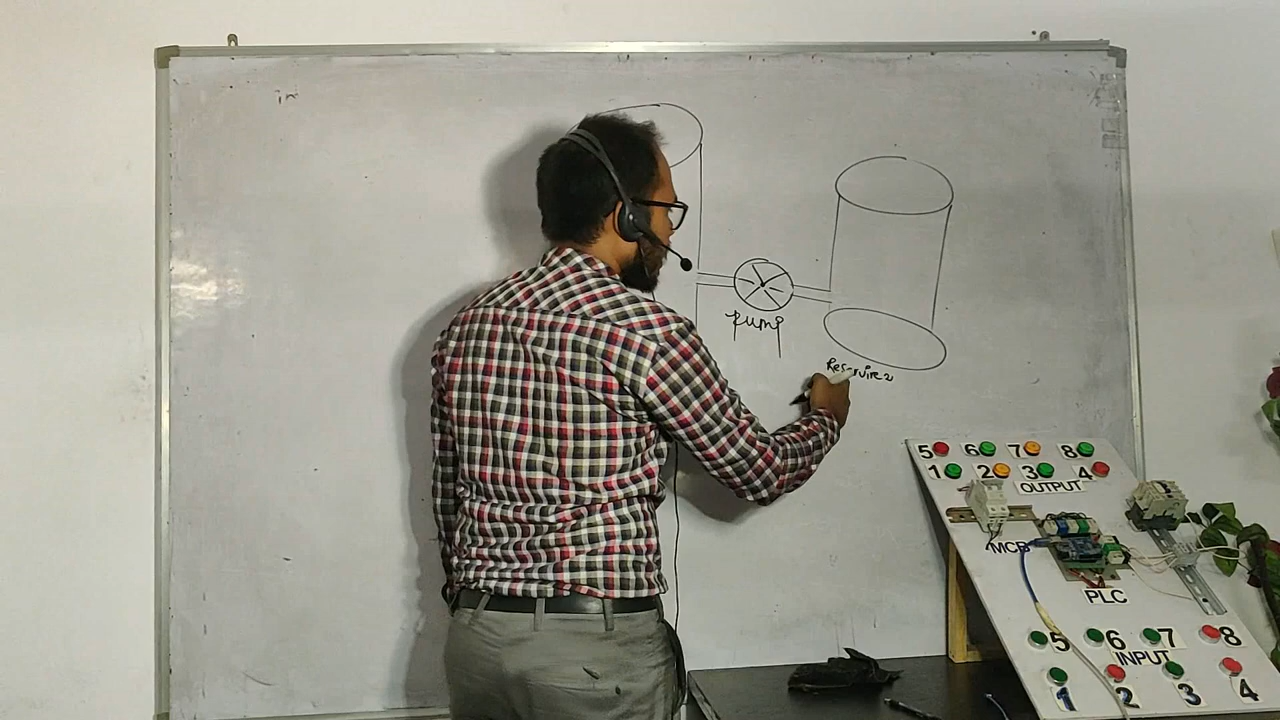 pump
Reservire
5 6 7 8
1 2 3 4
OUTPUT
MCB
PLC
5 6 7 8
INPUT
1 2 3 4